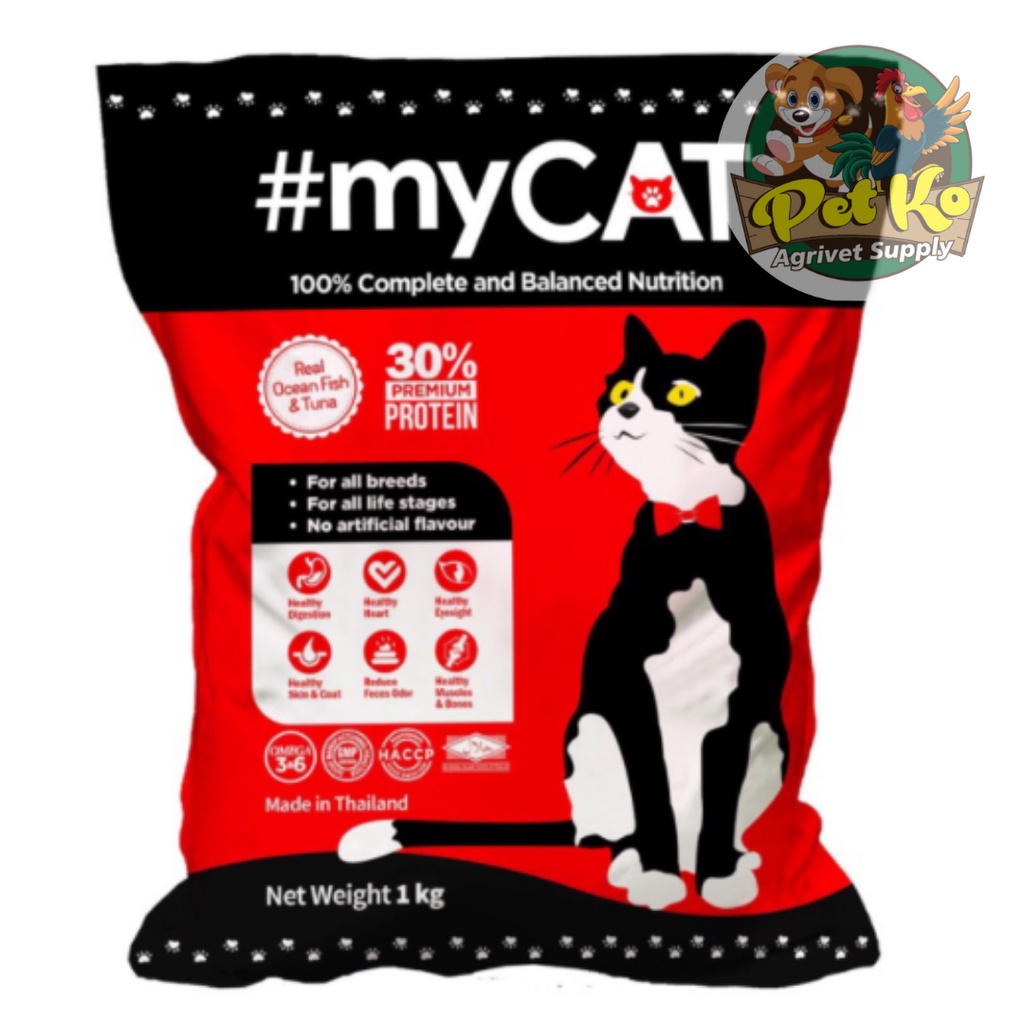 #myCAT
Pet Ko
Agrivet Supply
100% Complete and Balanced Nutrition
Real
Ocean Fish
& Tuna
30%
PREMIUM
PROTEIN
• For all breeds
• For all life stages
• No artificial flavour
Healthy
Digestion
Healthy
Heart
Healthy
Eyesight
Healthy
Skin & Coat
Reduce
Feces Odor
Healthy
Muscles
& Bones
OMEGA
3•6
GMP
HACCP
Made in Thailand
Net Weight 1 kg